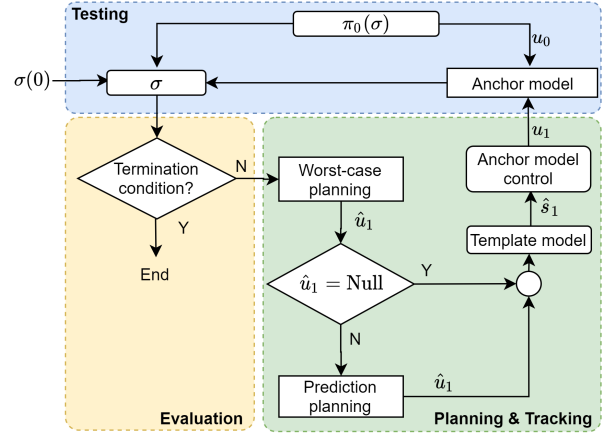 Testing
π₀(σ)
u₀
σ(0)
σ
Anchor model
u₁
Termination
condition?
N
Y
End
Worst-case
planning
û₁
Anchor model
control
ŝ₁
Template model
û₁ = Null
Y
N
Prediction
planning
û₁
Evaluation
Planning & Tracking